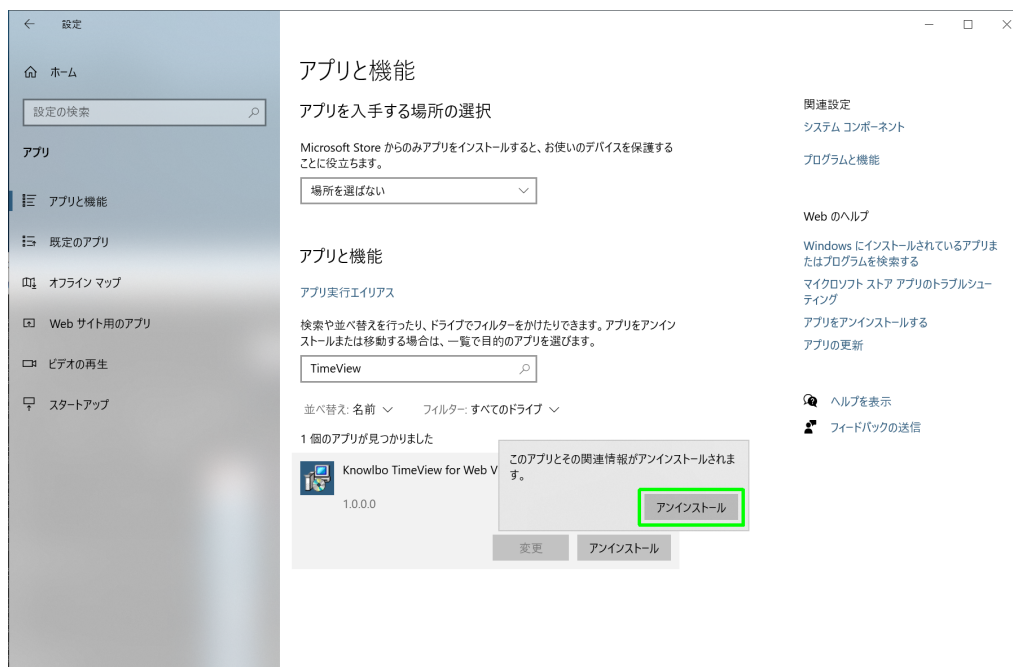 設定
ホーム
設定の検索
アプリ
アプリと機能
既定のアプリ
オフライン マップ
Web サイト用のアプリ
ビデオの再生
スタートアップ
アプリと機能
アプリを入手する場所の選択
Microsoft Store からのみアプリをインストールすると、お使いのデバイスを保護する
ことに役立ちます。
場所を選ばない
アプリと機能
アプリ実行エイリアス
検索や並べ替えを行ったり、ドライブでフィルターをかけたりできます。アプリをアンイン
ストールまたは移動する場合は、一覧で目的のアプリを選びます。
TimeView
並べ替え: 名前 フィルター: すべてのドライブ
1 個のアプリが見つかりました
Knowlbo TimeView for Web V
1.0.0.0
このアプリとその関連情報がアンインストールされま
す。
アンインストール
変更 アンインストール
関連設定
システム コンポーネント
プログラムと機能
Web のヘルプ
Windows にインストールされているアプリま
たはプログラムを検索する
マイクロソフト ストア アプリのトラブルシュー
ティング
アプリをアンインストールする
アプリの更新
ヘルプを表示
フィードバックの送信